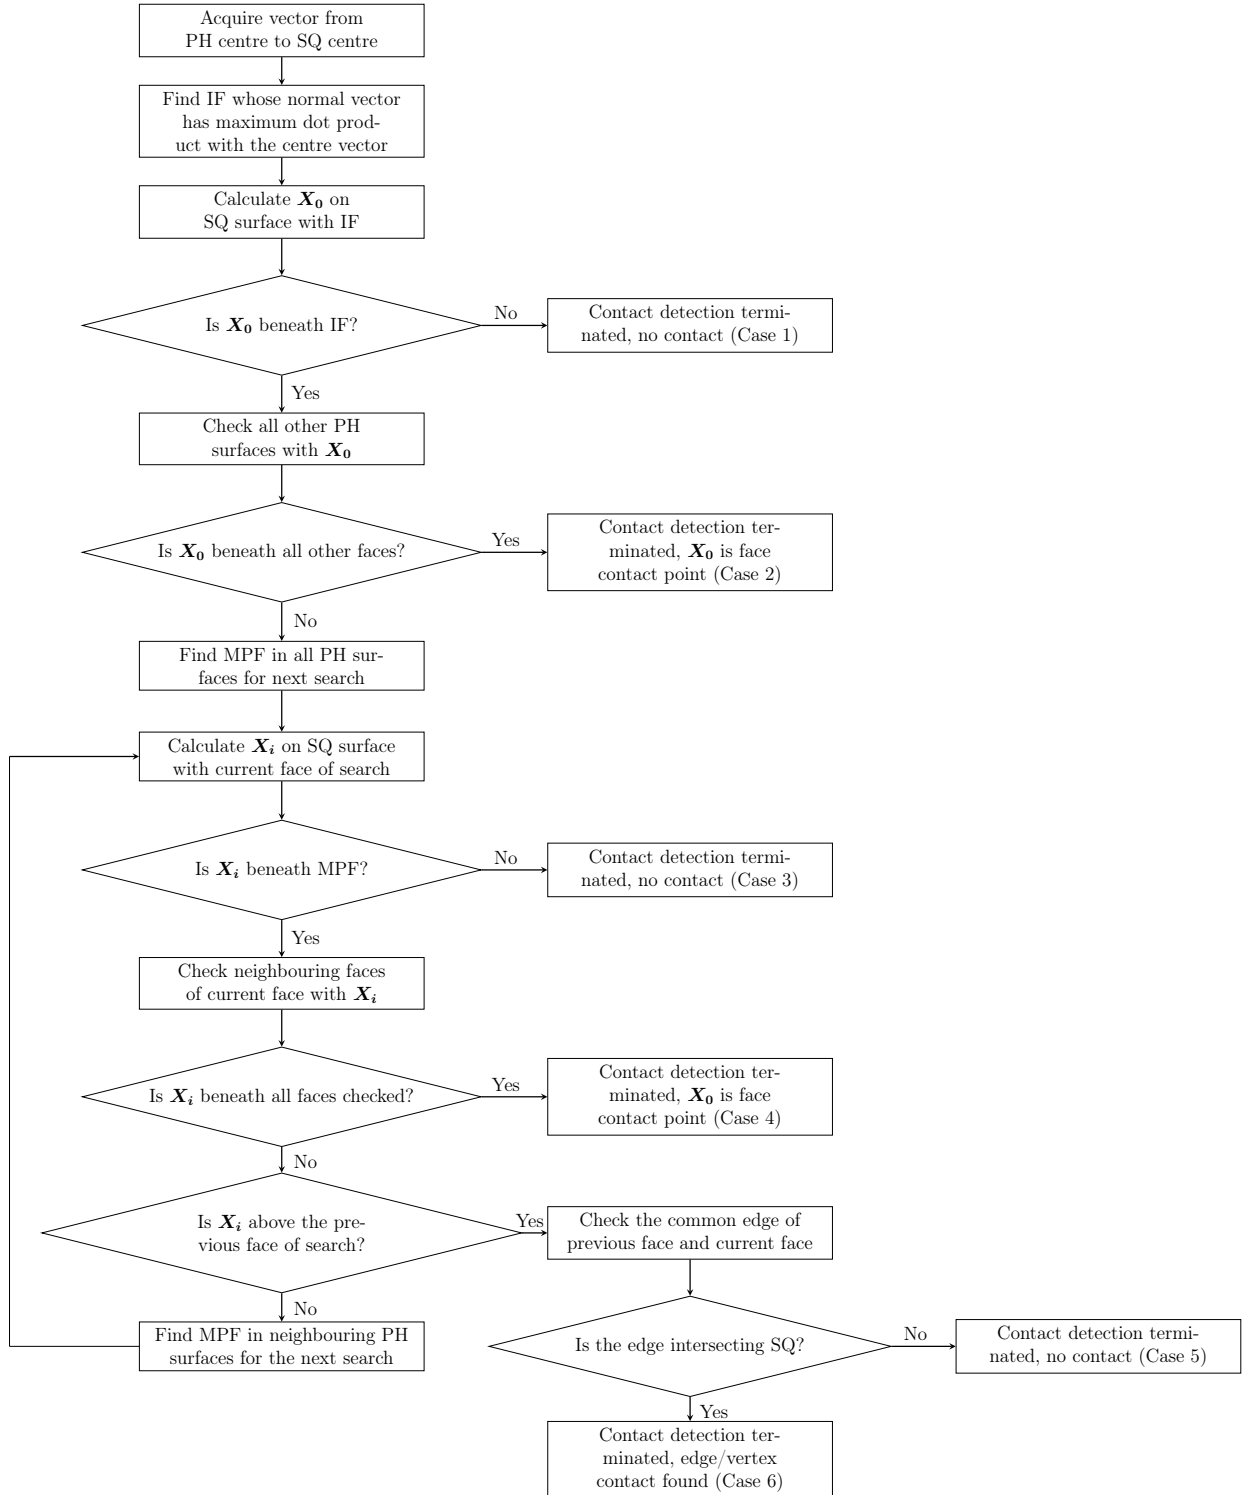 Acquire vector from
PH centre to SQ centre
Find IF whose normal vector
has maximum dot prod-
uct with the centre vector
Calculate X₀ on
SQ surface with IF
Is X₀ beneath IF?
No
Contact detection termi-
nated, no contact (Case 1)
Yes
Check all other PH
surfaces with X₀
Is X₀ beneath all other faces?
Yes
Contact detection ter-
minated, X₀ is face
contact point (Case 2)
No
Find MPF in all PH sur-
faces for next search
Calculate Xᵢ on SQ surface
with current face of search
Is Xᵢ beneath MPF?
No
Contact detection termi-
nated, no contact (Case 3)
Yes
Check neighbouring faces
of current face with Xᵢ
Is Xᵢ beneath all faces checked?
Yes
Contact detection ter-
minated, X₀ is face
contact point (Case 4)
No
Is Xᵢ above the pre-
vious face of search?
Yes
Check the common edge of
previous face and current face
No
Find MPF in neighbouring PH
surfaces for the next search
Is the edge intersecting SQ?
No
Contact detection termi-
nated, no contact (Case 5)
Yes
Contact detection ter-
minated, edge/vertex
contact found (Case 6)